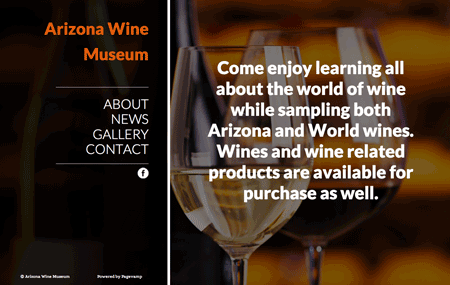 Arizona Wine
Museum
ABOUT
NEWS
GALLERY
CONTACT
f
© Arizona Wine Museum
Powered by Pagevamp
Come enjoy learning all
about the world of wine
while sampling both
Arizona and World wines.
Wines and wine related
products are available for
purchase as well.